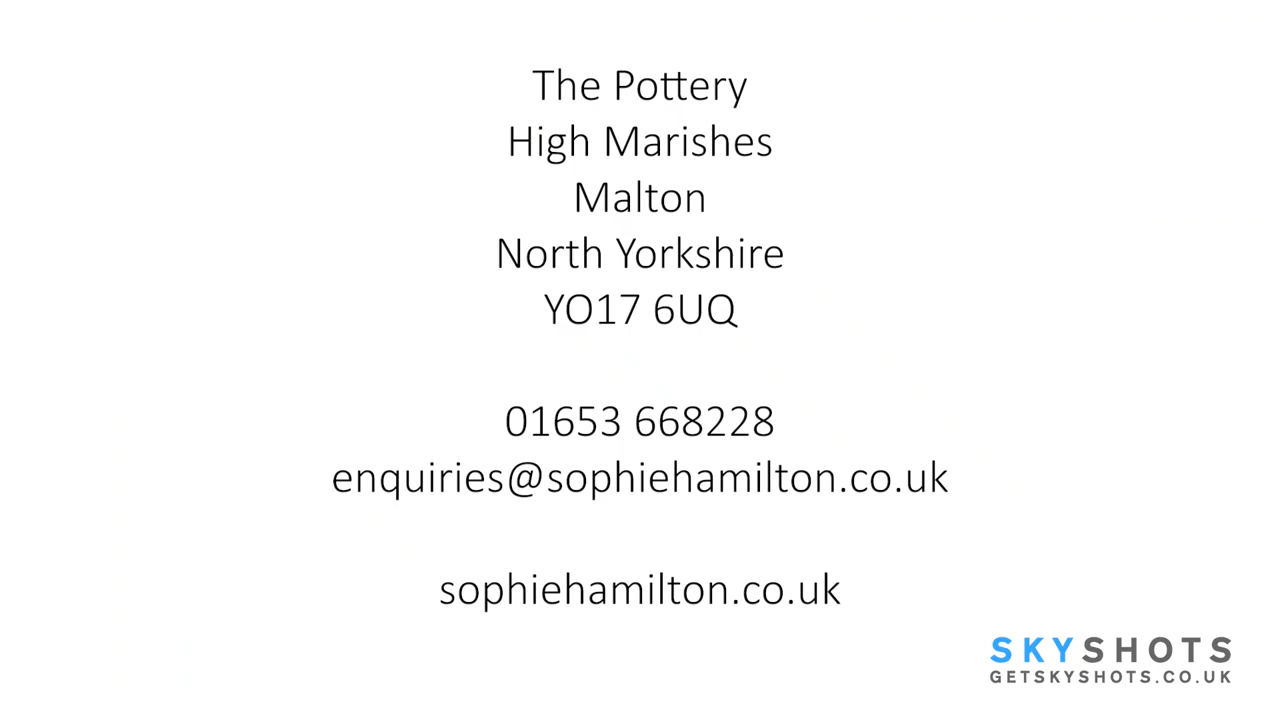 The Pottery
High Marishes
Malton
North Yorkshire
YO17 6UQ
01653 668228
enquiries@sophiehamilton.co.uk
sophiehamilton.co.uk
SKYSHOTS
GETSKYSHOTS.CO.UK